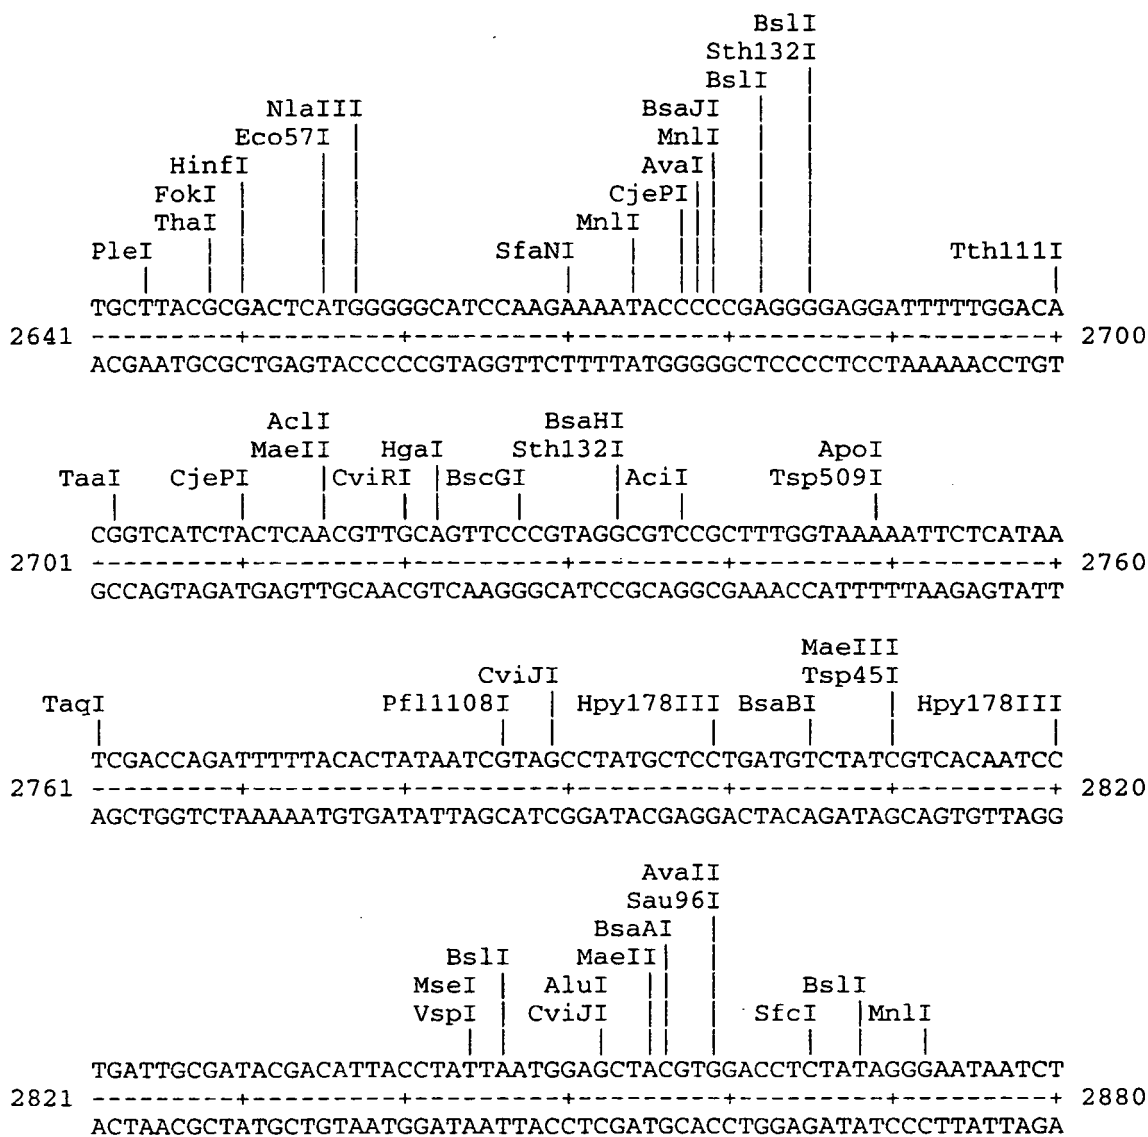 BslI
Sth132I
BslI
NlaIII BsaJI
Eco57I MnlI
HinfI AvaI
FokI CjePI
ThaI MnlI
PleI SfaNI Tth111I
TGCTTACGCGACTCATGGGGGCATCCAAGAAAATACCCCCGAGGGGAGGATTTTTGGACA
2641 ---------+---------+---------+---------+---------+---------+ 2700
ACGAATGCGCTGAGTACCCCCGTAGGTTCTTTTATGGGGGCTCCCCTCCTAAAAACCTGT
AclI BsaHI
MaeII HgaI Sth132I ApoI
TaaI CjePI CviRI BscGI AciI Tsp509I
CGGTCATCTACTCAACGTTGCAGTTCCCGTAGGCGTCCGCTTTGGTAAAAATTCTCATAA
2701 ---------+---------+---------+---------+---------+---------+ 2760
GCCAGTAGATGAGTTGCAACGTCAAGGGCATCCGCAGGCGAAACCATTTTTAAGAGTATT
MaeIII
CviJI Tsp45I
TaqI Pfl1108I Hpy178III BsaBI Hpy178III
TCGACCAGATTTTTACACTATAATCGTAGCCTATGCTCCTGATGTCTATCGTCACAATCC
2761 ---------+---------+---------+---------+---------+---------+ 2820
AGCTGGTCTAAAAATGTGATATTAGCATCGGATACGAGGACTACAGATAGCAGTGTTAGG
AvaII
Sau96I
BsaAI
BslI MaeII
MseI AluI BslI
VspI CviJI SfcI MnlI
TGATTGCGATACGACATTACCTATTAATGGAGCTACGTGGACCTCTATAGGGAATAATCT
2821 ---------+---------+---------+---------+---------+---------+ 2880
ACTAACGCTATGCTGTAATGGATAATTACCTCGATGCACCTGGAGATATCCCTTATTAGA